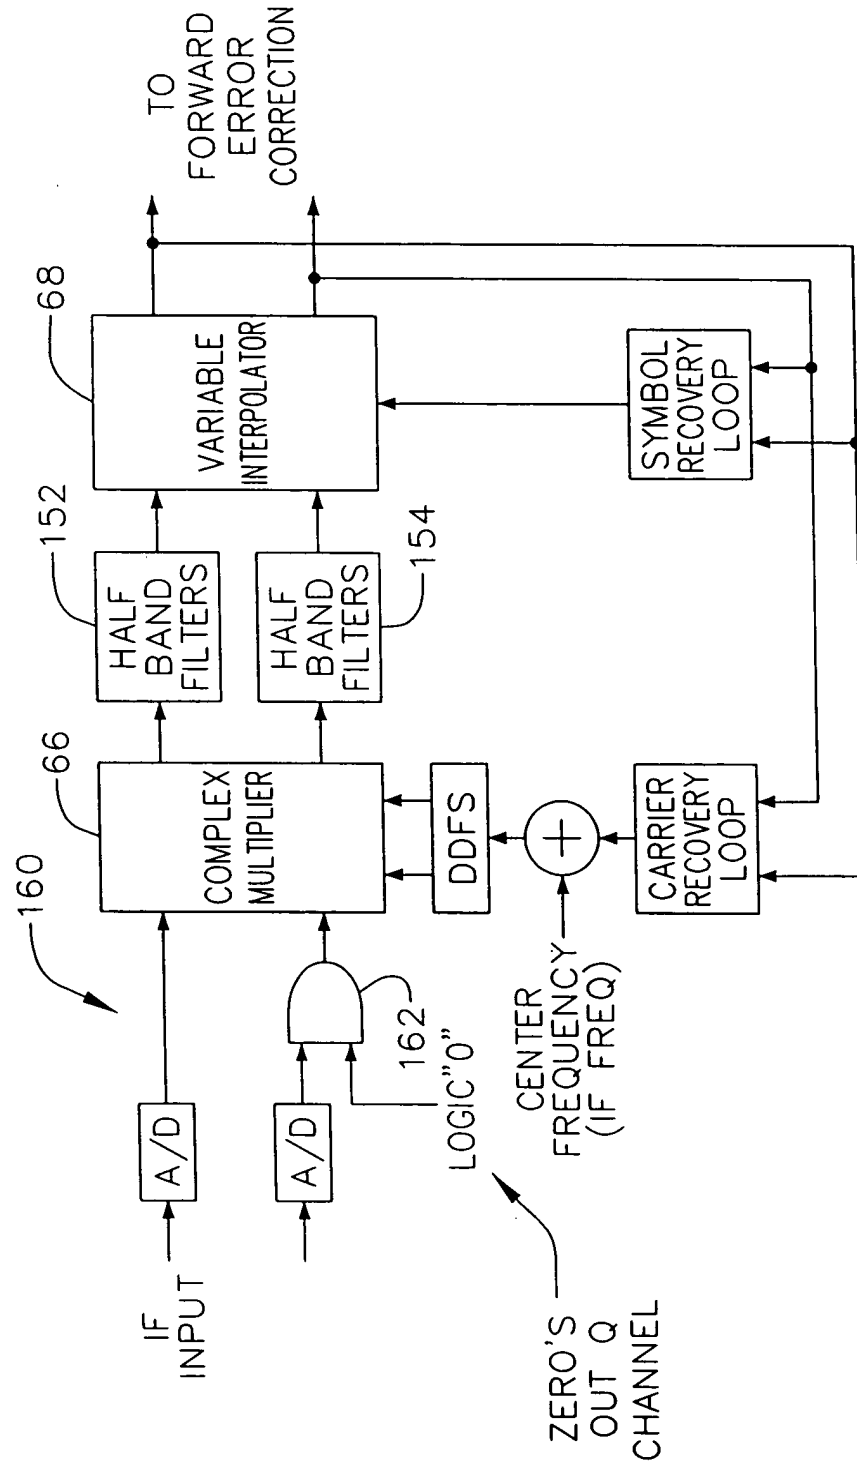 160
IF
INPUT
A/D
A/D
162
LOGIC"0"
ZERO'S
OUT Q
CHANNEL
66
COMPLEX
MULTIPLIER
DDFS
CENTER
FREQUENCY
(IF FREQ)
CARRIER
RECOVERY
LOOP
152
HALF
BAND
FILTERS
HALF
BAND
FILTERS
154
68
VARIABLE
INTERPOLATOR
SYMBOL
RECOVERY
LOOP
TO
FORWARD
ERROR
CORRECTION